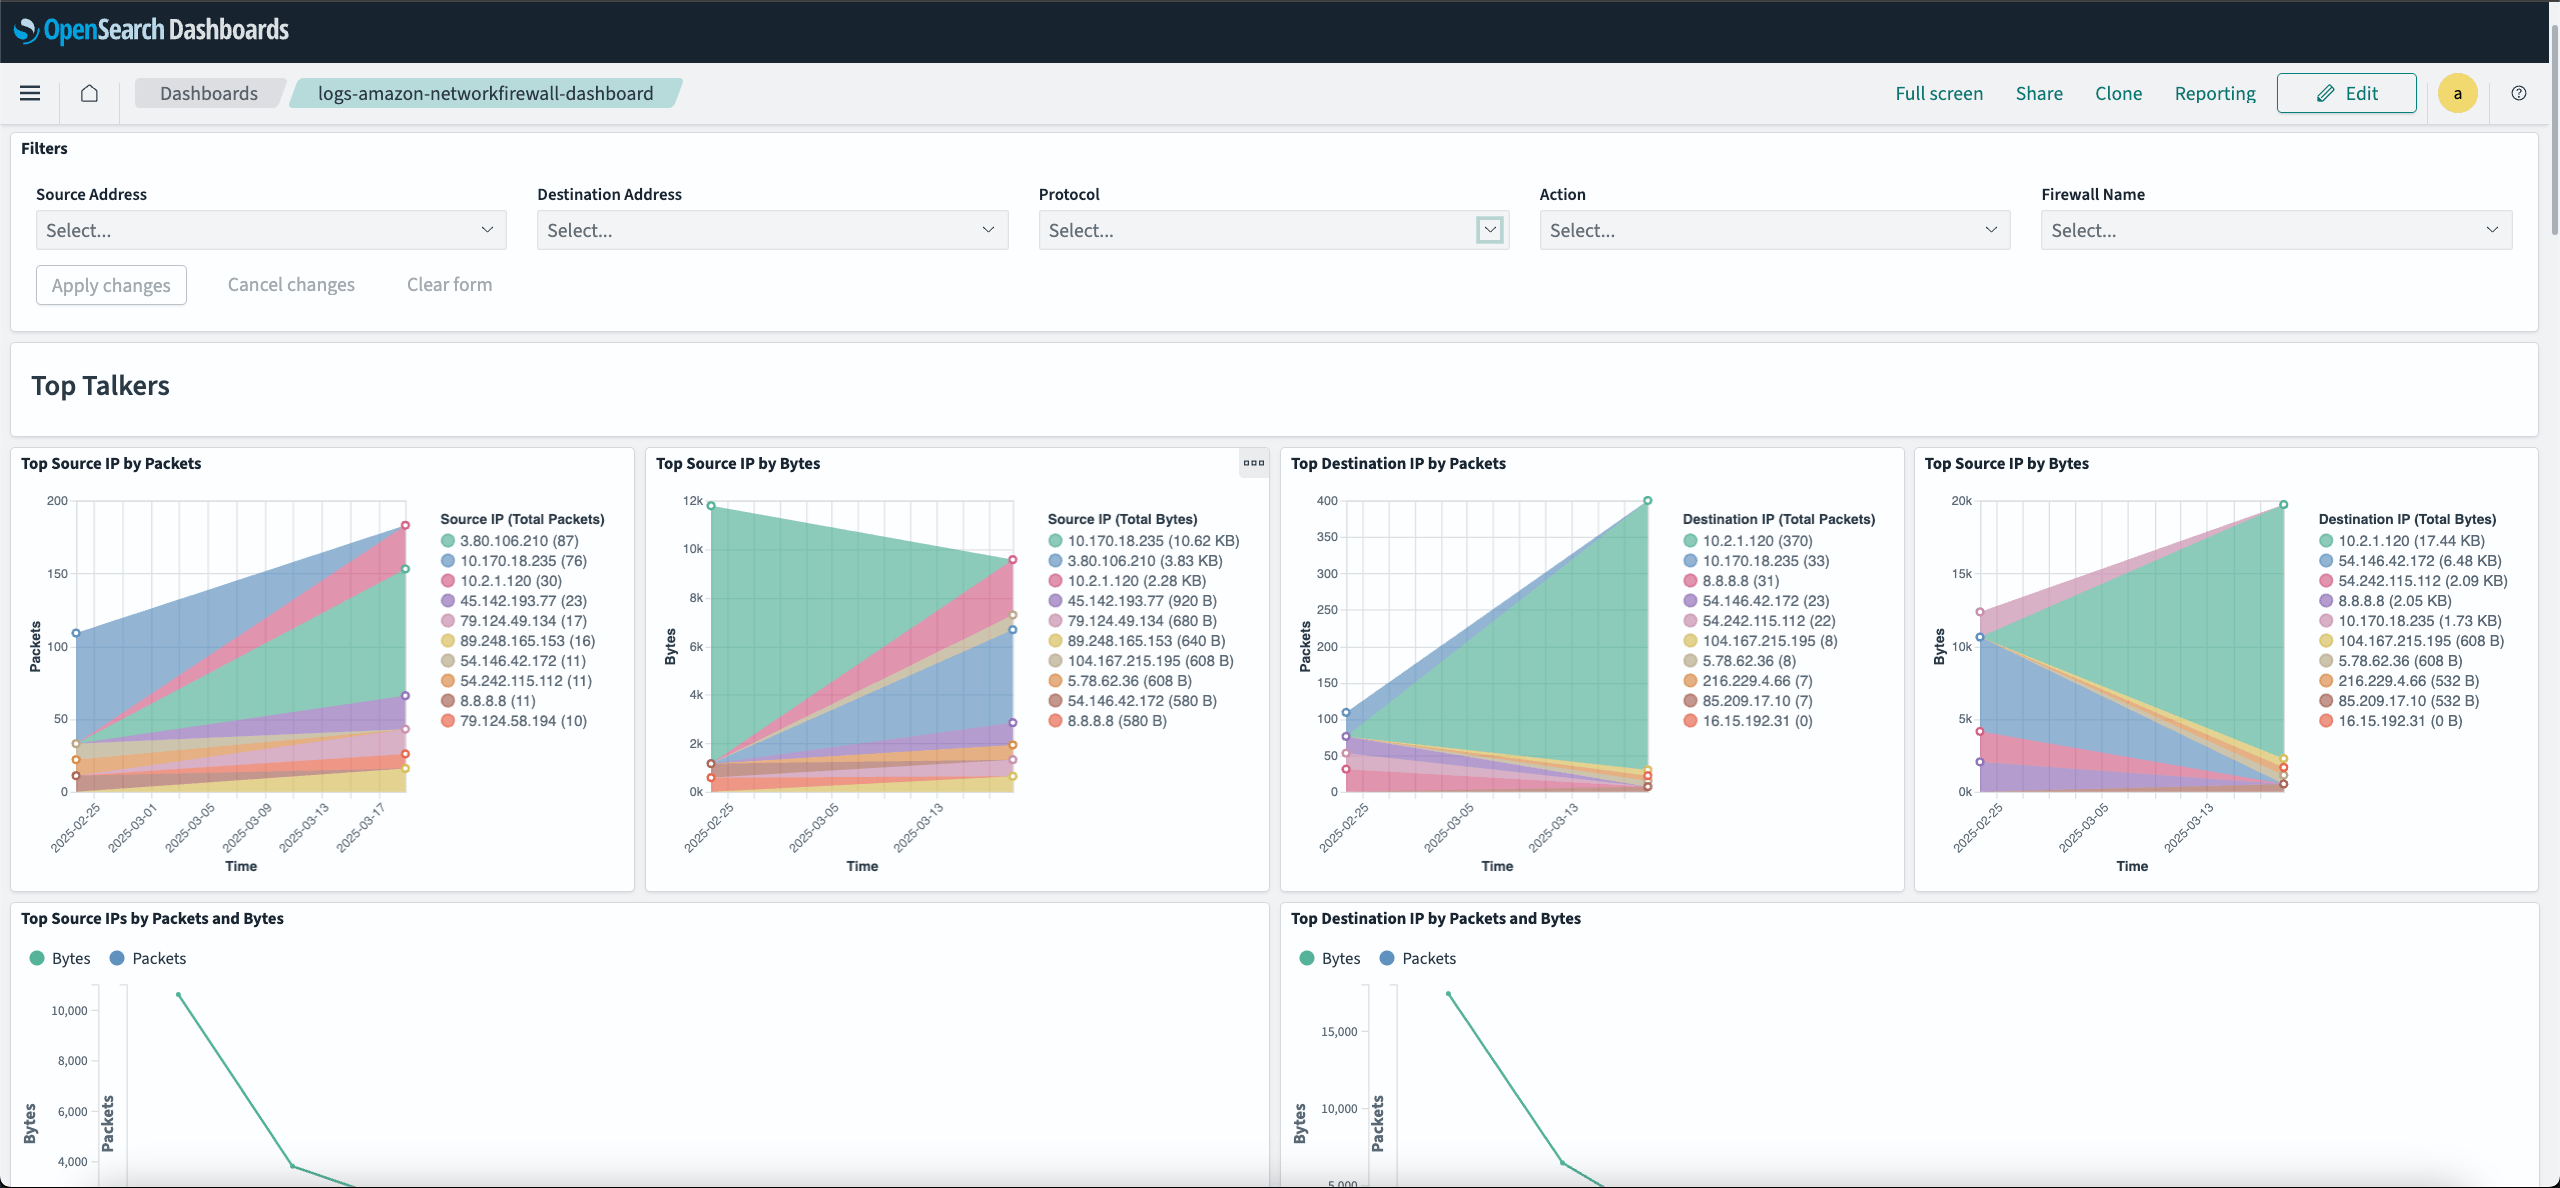 OpenSearch Dashboards
Dashboards
logs-amazon-networkfirewall-dashboard
Full screen
Share
Clone
Reporting
Edit
a
Filters
Source Address
Destination Address
Protocol
Action
Firewall Name
Select...
Select...
Select...
Select...
Select...
Apply changes
Cancel changes
Clear form
Top Talkers
Top Source IP by Packets
200
150
100
50
0
Packets
2025-02-25
2025-03-01
2025-03-05
2025-03-09
2025-03-13
2025-03-17
Time
Source IP (Total Packets)
3.80.106.210 (87)
10.170.18.235 (76)
10.2.1.120 (30)
45.142.193.77 (23)
79.124.49.134 (17)
89.248.165.153 (16)
54.146.42.172 (11)
54.242.115.112 (11)
8.8.8.8 (11)
79.124.58.194 (10)
Top Source IP by Bytes
12k
10k
8k
6k
4k
2k
0k
Bytes
2025-02-25
2025-03-05
2025-03-13
Time
Source IP (Total Bytes)
10.170.18.235 (10.62 KB)
3.80.106.210 (3.83 KB)
10.2.1.120 (2.28 KB)
45.142.193.77 (920 B)
79.124.49.134 (680 B)
89.248.165.153 (640 B)
104.167.215.195 (608 B)
5.78.62.36 (608 B)
54.146.42.172 (580 B)
8.8.8.8 (580 B)
Top Destination IP by Packets
400
350
300
250
200
150
100
50
0
Packets
2025-02-25
2025-03-05
2025-03-13
Time
Destination IP (Total Packets)
10.2.1.120 (370)
10.170.18.235 (33)
8.8.8.8 (31)
54.146.42.172 (23)
54.242.115.112 (22)
104.167.215.195 (8)
5.78.62.36 (8)
216.229.4.66 (7)
85.209.17.10 (7)
16.15.192.31 (0)
Top Source IP by Bytes
20k
15k
10k
5k
0k
Bytes
2025-02-25
2025-03-05
2025-03-13
Time
Destination IP (Total Bytes)
10.2.1.120 (17.44 KB)
54.146.42.172 (6.48 KB)
54.242.115.112 (2.09 KB)
8.8.8.8 (2.05 KB)
10.170.18.235 (1.73 KB)
104.167.215.195 (608 B)
5.78.62.36 (608 B)
216.229.4.66 (532 B)
85.209.17.10 (532 B)
16.15.192.31 (0 B)
Top Source IPs by Packets and Bytes
Bytes
Packets
10,000
8,000
6,000
4,000
Bytes
Packets
Top Destination IP by Packets and Bytes
Bytes
Packets
15,000
10,000
5,000
Bytes
Packets